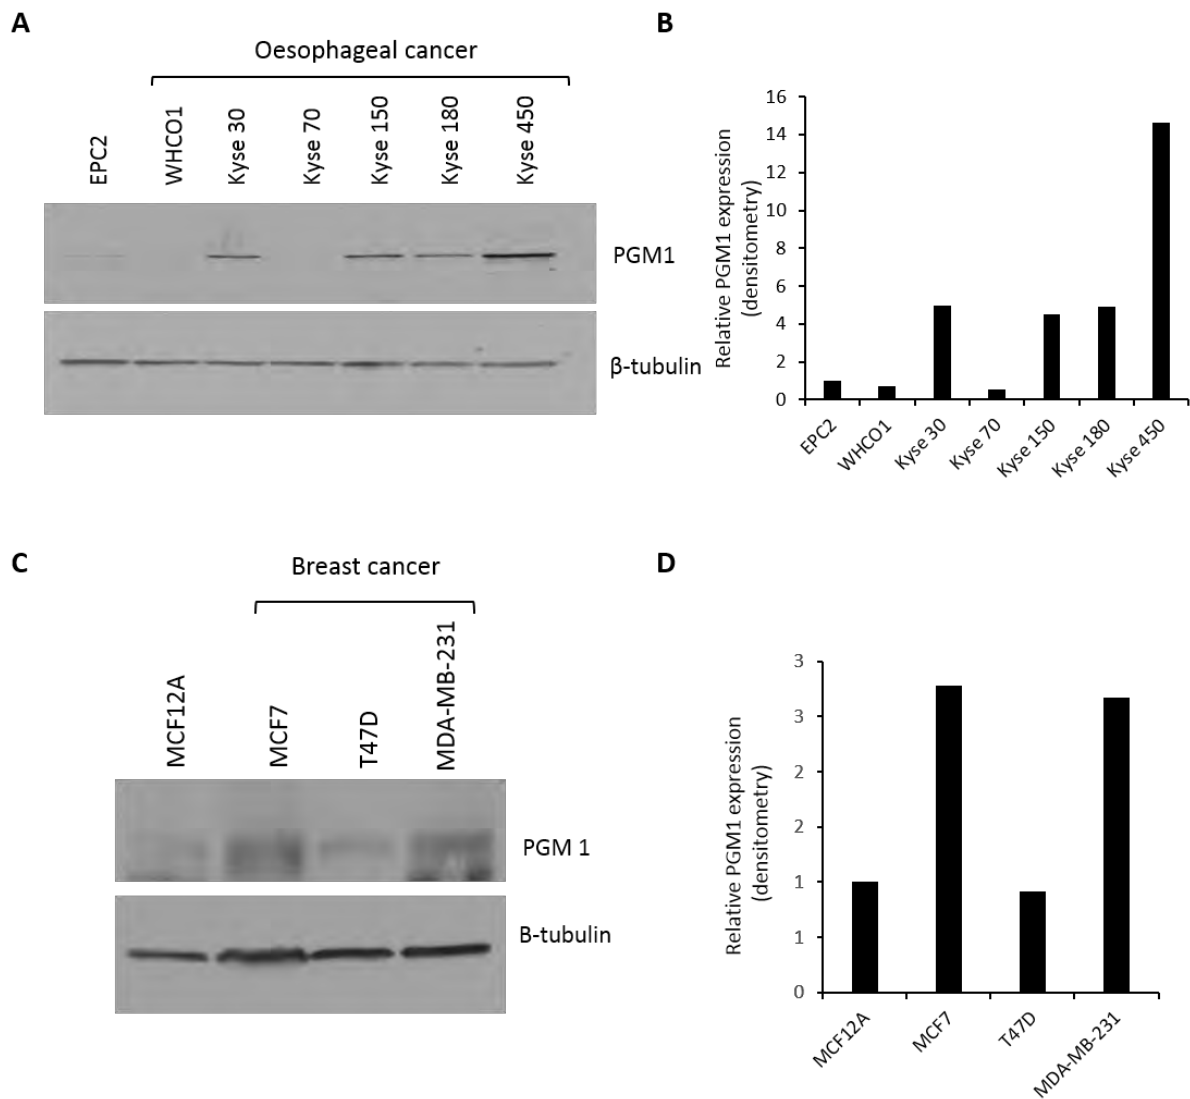 A
Oesophageal cancer
EPC2
WHCO1
Kyse 30
Kyse 70
Kyse 150
Kyse 180
Kyse 450
PGM1
β-tubulin
B
Relative PGM1 expression
(densitometry)
16
14
12
10
8
6
4
2
0
EPC2
WHCO1
Kyse 30
Kyse 70
Kyse 150
Kyse 180
Kyse 450
C
Breast cancer
MCF12A
MCF7
T47D
MDA-MB-231
PGM 1
B-tubulin
D
Relative PGM1 expression
(densitometry)
3
3
2
2
1
1
0
MCF12A
MCF7
T47D
MDA-MB-231